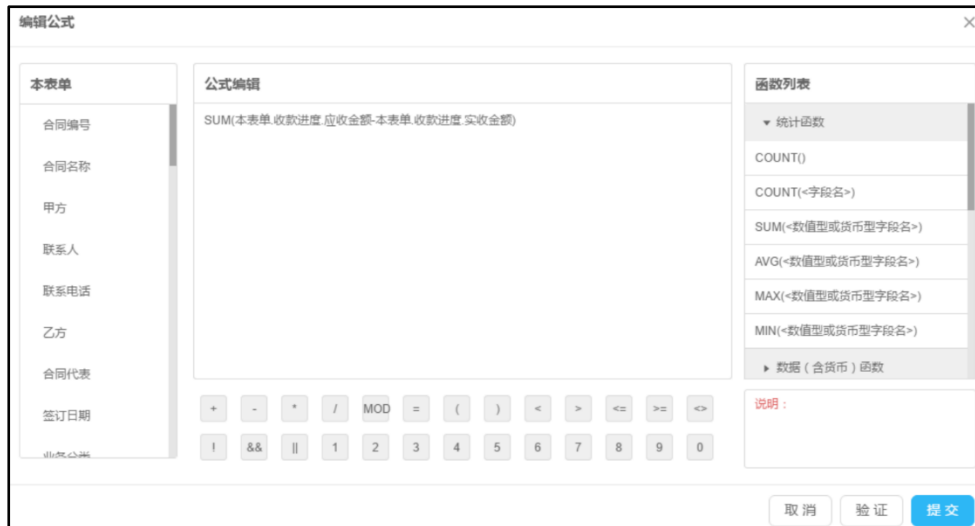 编辑公式
×
本表单
合同编号
合同名称
甲方
联系人
联系电话
乙方
合同代表
签订日期
业务分类
公式编辑
SUM(本表单.收款进度.应收金额-本表单.收款进度.实收金额)
+ - * / MOD = ( ) < > <= >= <>
! && || 1 2 3 4 5 6 7 8 9 0
函数列表
▾ 统计函数
COUNT()
COUNT(<字段名>)
SUM(<数值型或货币型字段名>)
AVG(<数值型或货币型字段名>)
MAX(<数值型或货币型字段名>)
MIN(<数值型或货币型字段名>)
▸ 数据(含货币)函数
说明:
取消 验证 提交